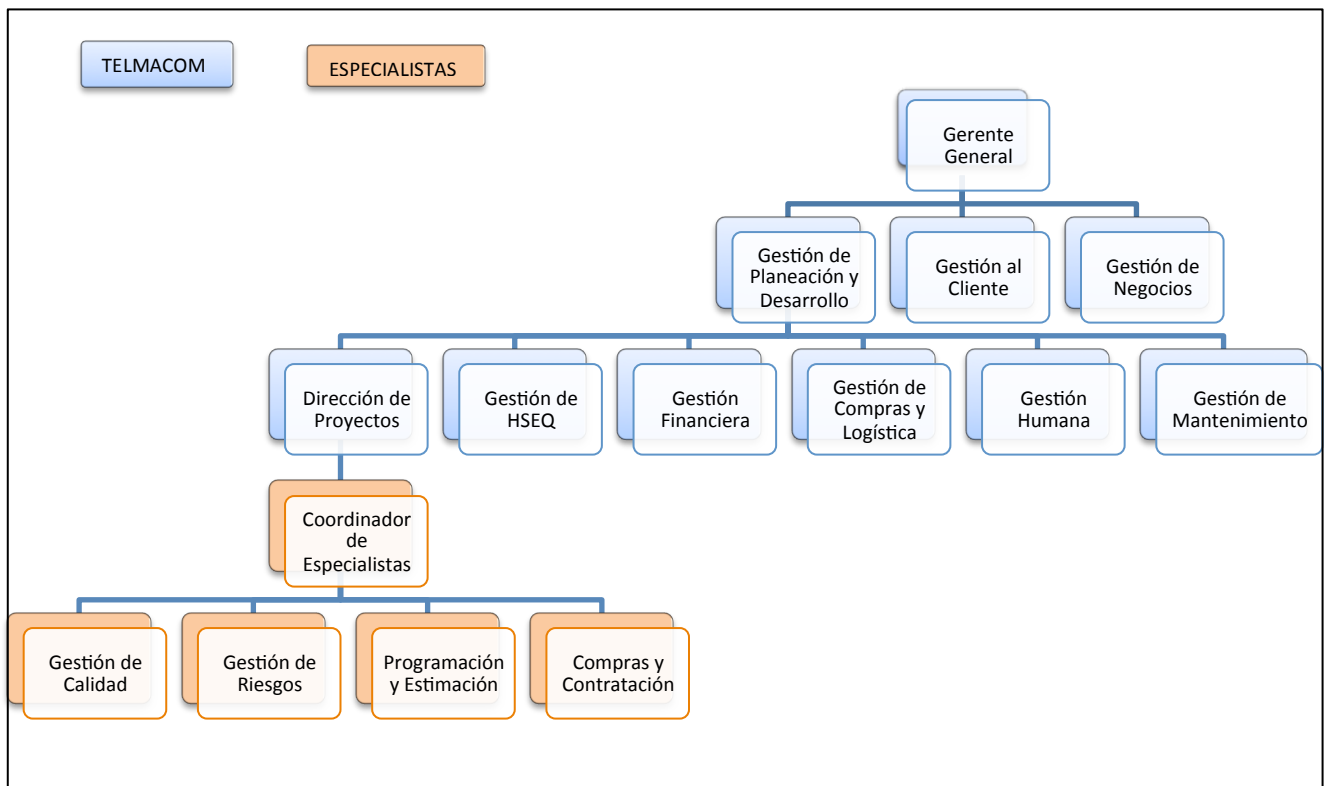 TELMACOM
ESPECIALISTAS
Gerente
General
Gestión de
Planeación y
Desarrollo
Gestión al
Cliente
Gestión de
Negocios
Dirección de
Proyectos
Gestión de
HSEQ
Gestión
Financiera
Gestión de
Compras y
Logística
Gestión
Humana
Gestión de
Mantenimiento
Coordinador
de
Especialistas
Gestión de
Calidad
Gestión de
Riesgos
Programación
y Estimación
Compras y
Contratación